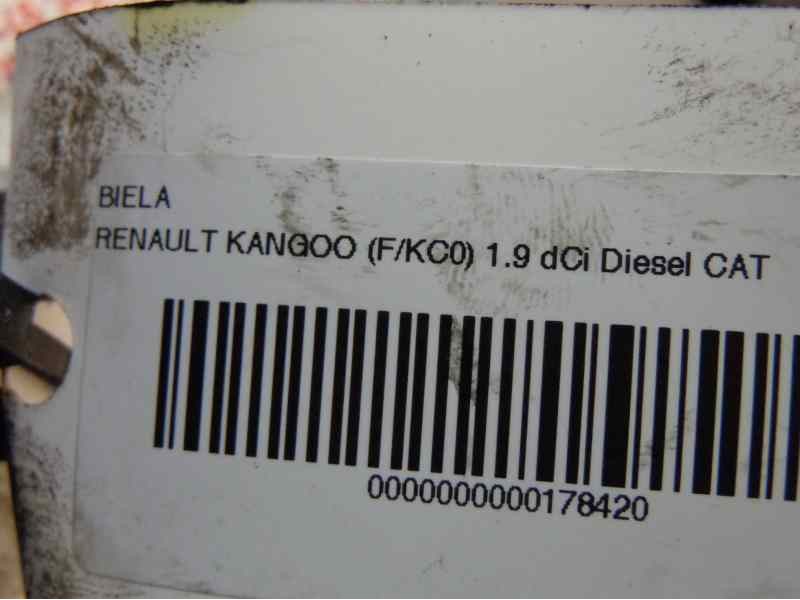 BIELA
RENAULT KANGOO (F/KC0) 1.9 dCi Diesel CAT
0000000000178420